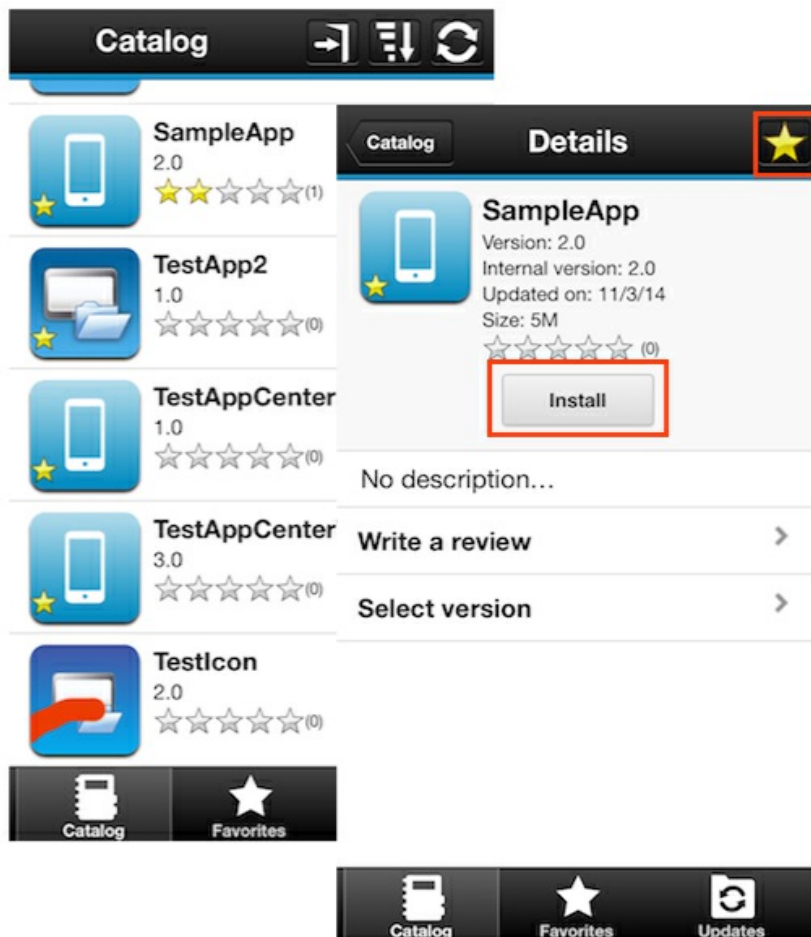 Catalog
SampleApp
2.0
(1)
TestApp2
1.0
(0)
TestAppCenter
1.0
(0)
TestAppCenter
3.0
(0)
TestIcon
2.0
(0)
Catalog Favorites
Catalog Details
SampleApp
Version: 2.0
Internal version: 2.0
Updated on: 11/3/14
Size: 5M
(0)
Install
No description...
Write a review
Select version
Catalog Favorites Updates